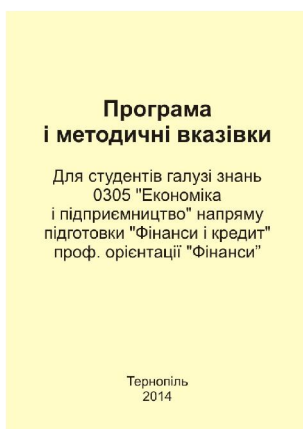 Програма
і методичні вказівки
Для студентів галузі знань
0305 "Економіка
і підприємництво" напряму
підготовки "Фінанси і кредит"
проф. орієнтації "Фінанси”
Тернопіль
2014